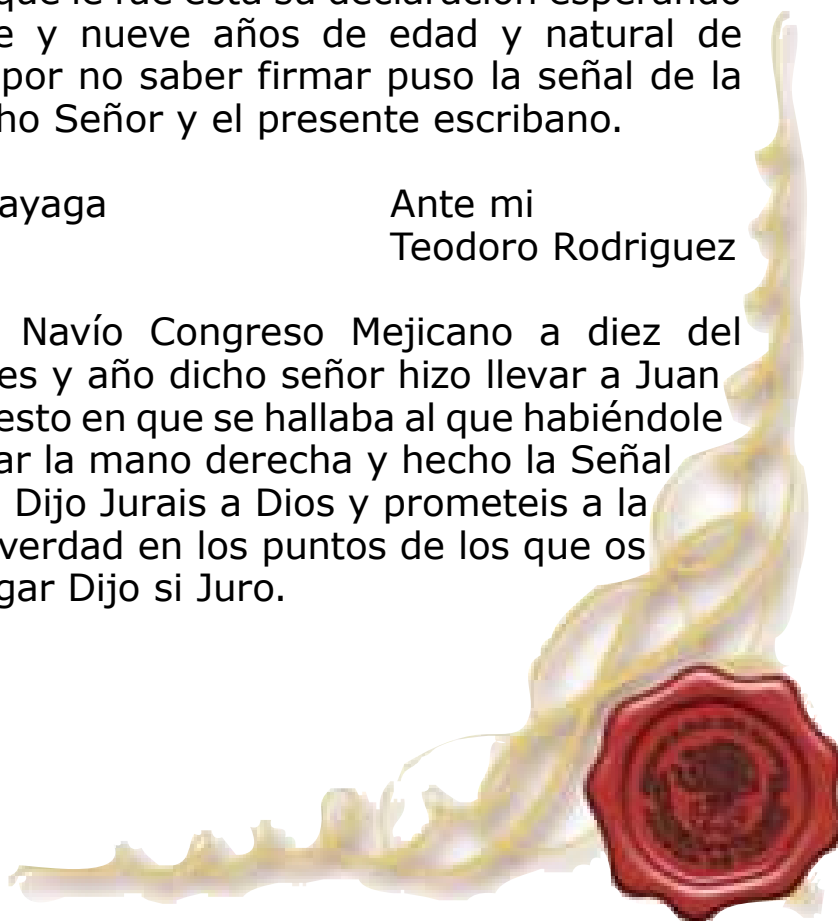 que le fue esta su declaración esperando
e y nueve años de edad y natural de
por no saber firmar puso la señal de la
ho Señor y el presente escribano.
ayaga Ante mi
Teodoro Rodriguez
Navío Congreso Mejicano a diez del
es y año dicho señor hizo llevar a Juan
esto en que se hallaba al que habiéndole
ar la mano derecha y hecho la Señal
Dijo Jurais a Dios y prometeis a la
verdad en los puntos de los que os
gar Dijo si Juro.